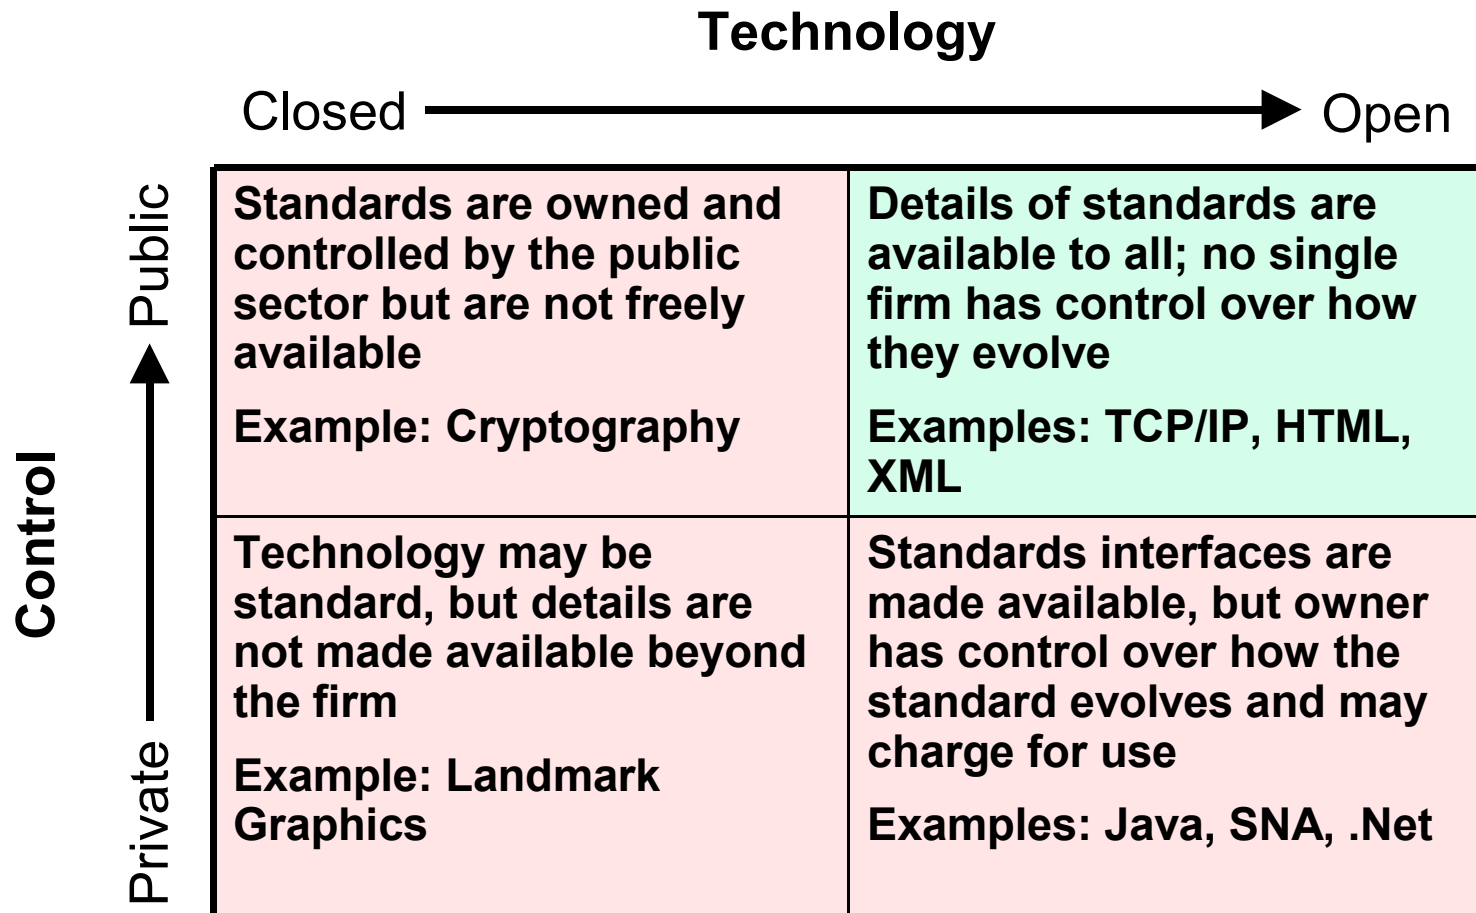 Technology
Closed
Open
Public
Standards are owned and
controlled by the public
sector but are not freely
available
Example: Cryptography
Details of standards are
available to all; no single
firm has control over how
they evolve
Examples: TCP/IP, HTML,
XML
Control
Private
Technology may be
standard, but details are
not made available beyond
the firm
Example: Landmark
Graphics
Standards interfaces are
made available, but owner
has control over how the
standard evolves and may
charge for use
Examples: Java, SNA, .Net